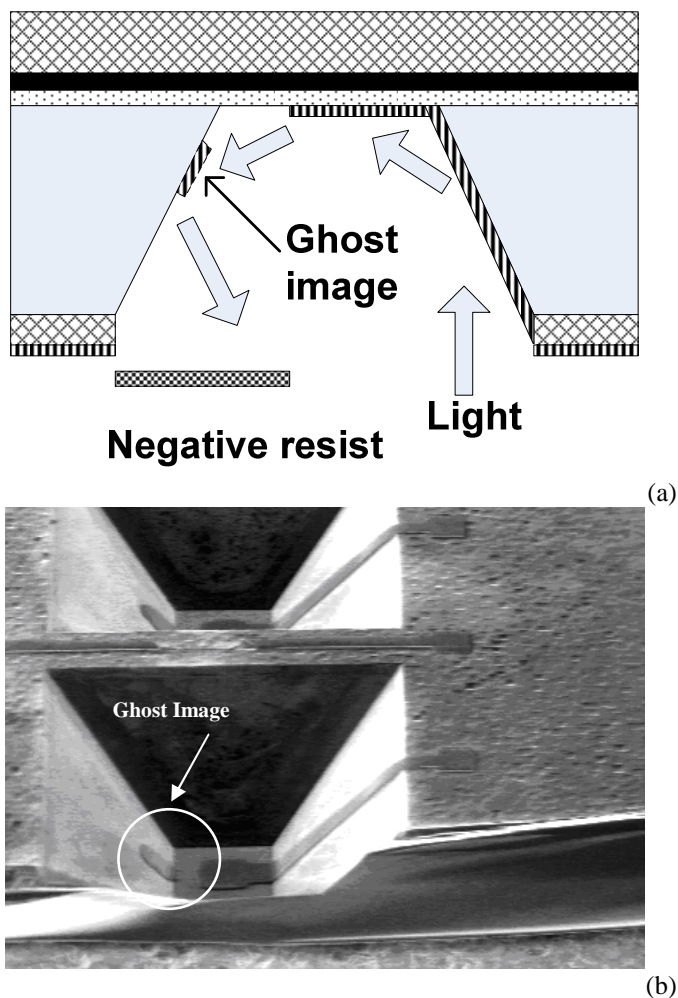 Ghost
image
Light
Negative resist
(a)
Ghost Image
(b)